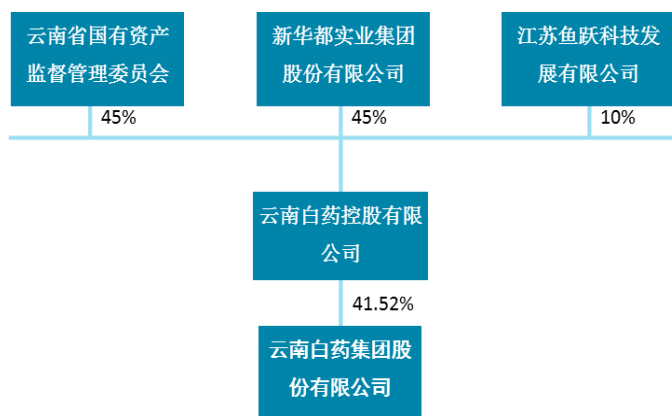 云南省国有资产
监督管理委员会
新华都实业集团
股份有限公司
江苏鱼跃科技发
展有限公司
45%
45%
10%
云南白药控股有限
公司
41.52%
云南白药集团股
份有限公司